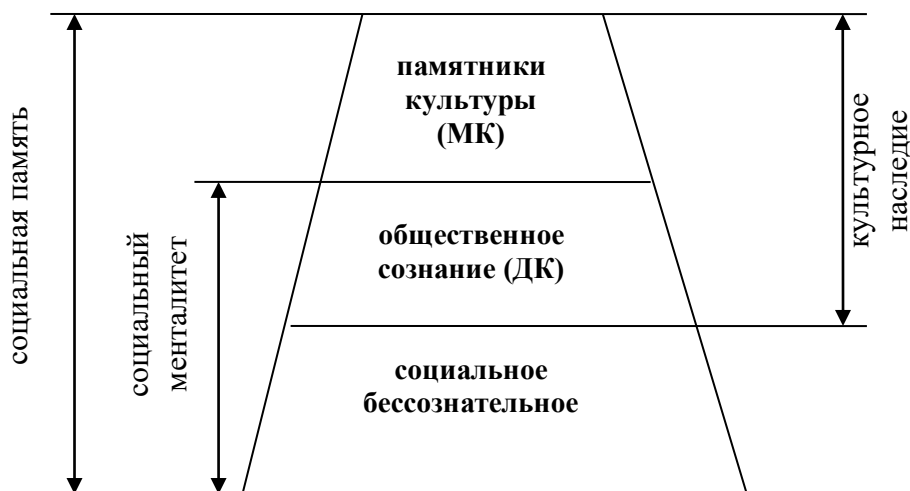 социальная память
социальный
менталитет
памятники
культуры
(МК)
общественное
сознание (ДК)
социальное
бессознательное
культурное
наследие